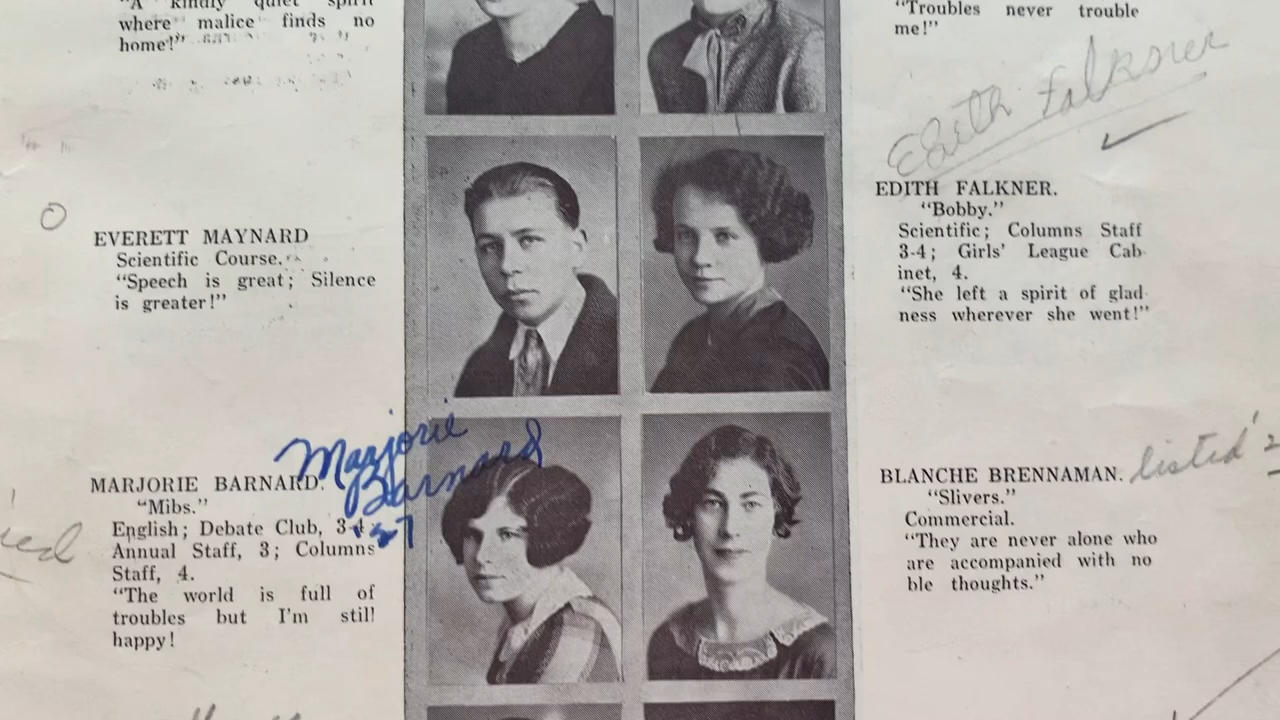 "A kindly quiet spirit
where malice finds no
home!"
EVERETT MAYNARD
Scientific Course.
"Speech is great; Silence
is greater!"
MARJORIE BARNARD.
"Mibs."
English; Debate Club, 3-4;
Annual Staff, 3; Columns
Staff, 4.
"The world is full of
troubles but I'm still
happy!
Marjorie
Barnard
'27
"Troubles never trouble
me!"
Edith Falkner
EDITH FALKNER.
"Bobby."
Scientific; Columns Staff
3-4; Girls' League Cab-
inet, 4.
"She left a spirit of glad-
ness wherever she went!"
BLANCHE BRENNAMAN.
listed
"Slivers."
Commercial.
"They are never alone who
are accompanied with no
ble thoughts."